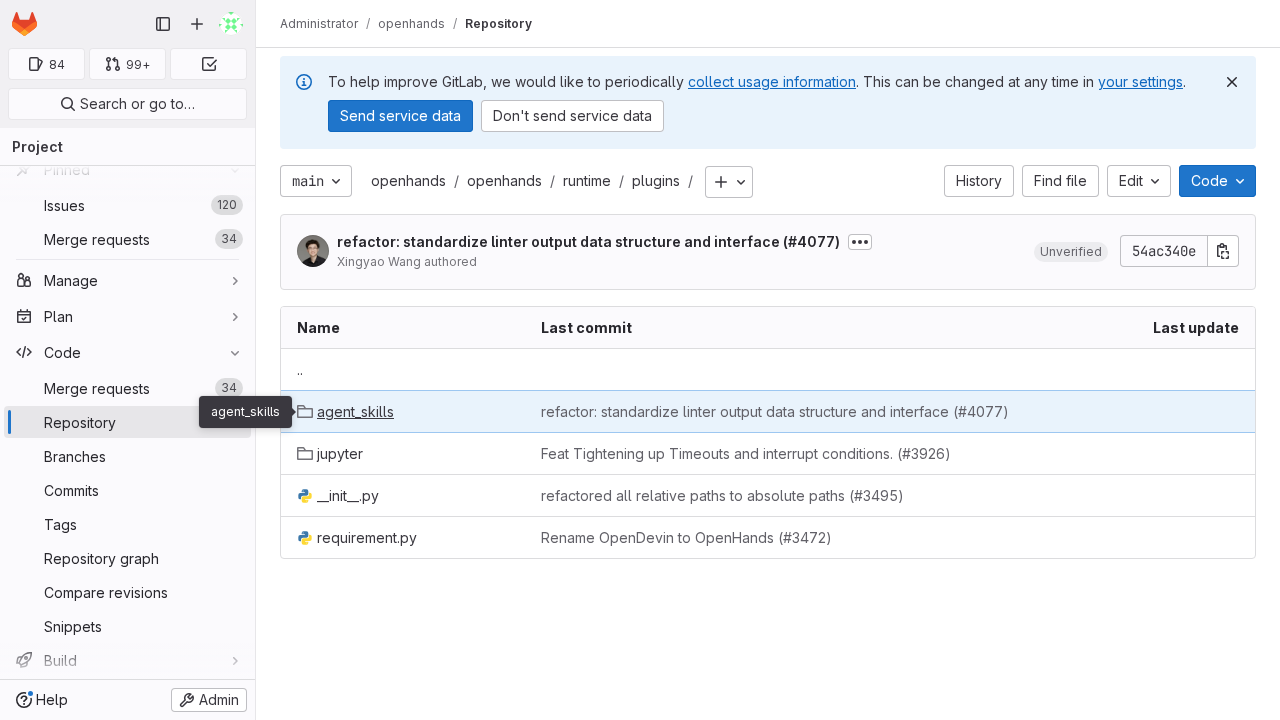 84
99+
Search or go to…
Project
Pinned
Issues 120
Merge requests 34
Manage
Plan
Code
Merge requests 34
Repository
Branches
Commits
Tags
Repository graph
Compare revisions
Snippets
Build
Help
Admin
agent_skills
Administrator / openhands / Repository
To help improve GitLab, we would like to periodically collect usage information. This can be changed at any time in your settings.
Send service data Don't send service data
main openhands / openhands / runtime / plugins / History Find file Edit Code
refactor: standardize linter output data structure and interface (#4077)
Xingyao Wang authored
Unverified 54ac340e
Name Last commit Last update
..
agent_skills refactor: standardize linter output data structure and interface (#4077)
jupyter Feat Tightening up Timeouts and interrupt conditions. (#3926)
__init__.py refactored all relative paths to absolute paths (#3495)
requirement.py Rename OpenDevin to OpenHands (#3472)